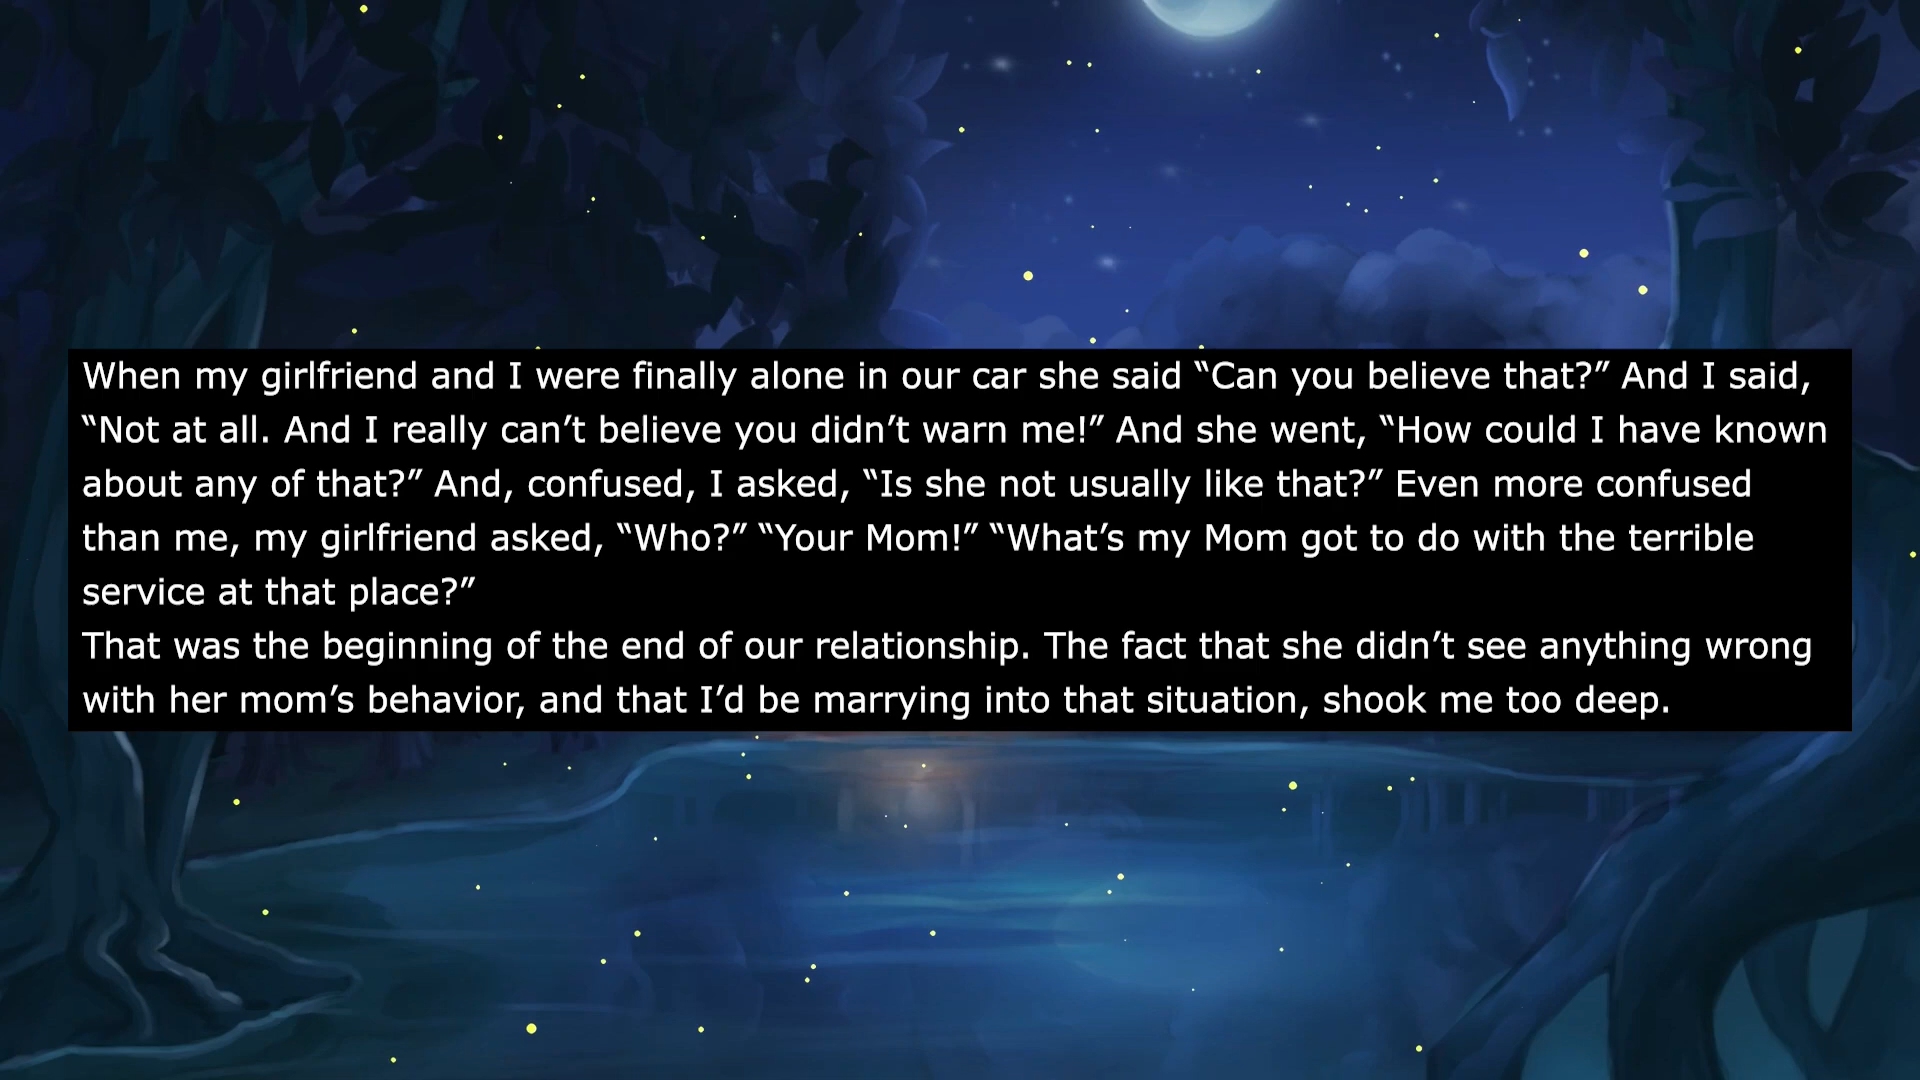 When my girlfriend and I were finally alone in our car she said “Can you believe that?” And I said,
“Not at all. And I really can’t believe you didn’t warn me!” And she went, “How could I have known
about any of that?” And, confused, I asked, “Is she not usually like that?” Even more confused
than me, my girlfriend asked, “Who?” “Your Mom!” “What’s my Mom got to do with the terrible
service at that place?”
That was the beginning of the end of our relationship. The fact that she didn’t see anything wrong
with her mom’s behavior, and that I’d be marrying into that situation, shook me too deep.